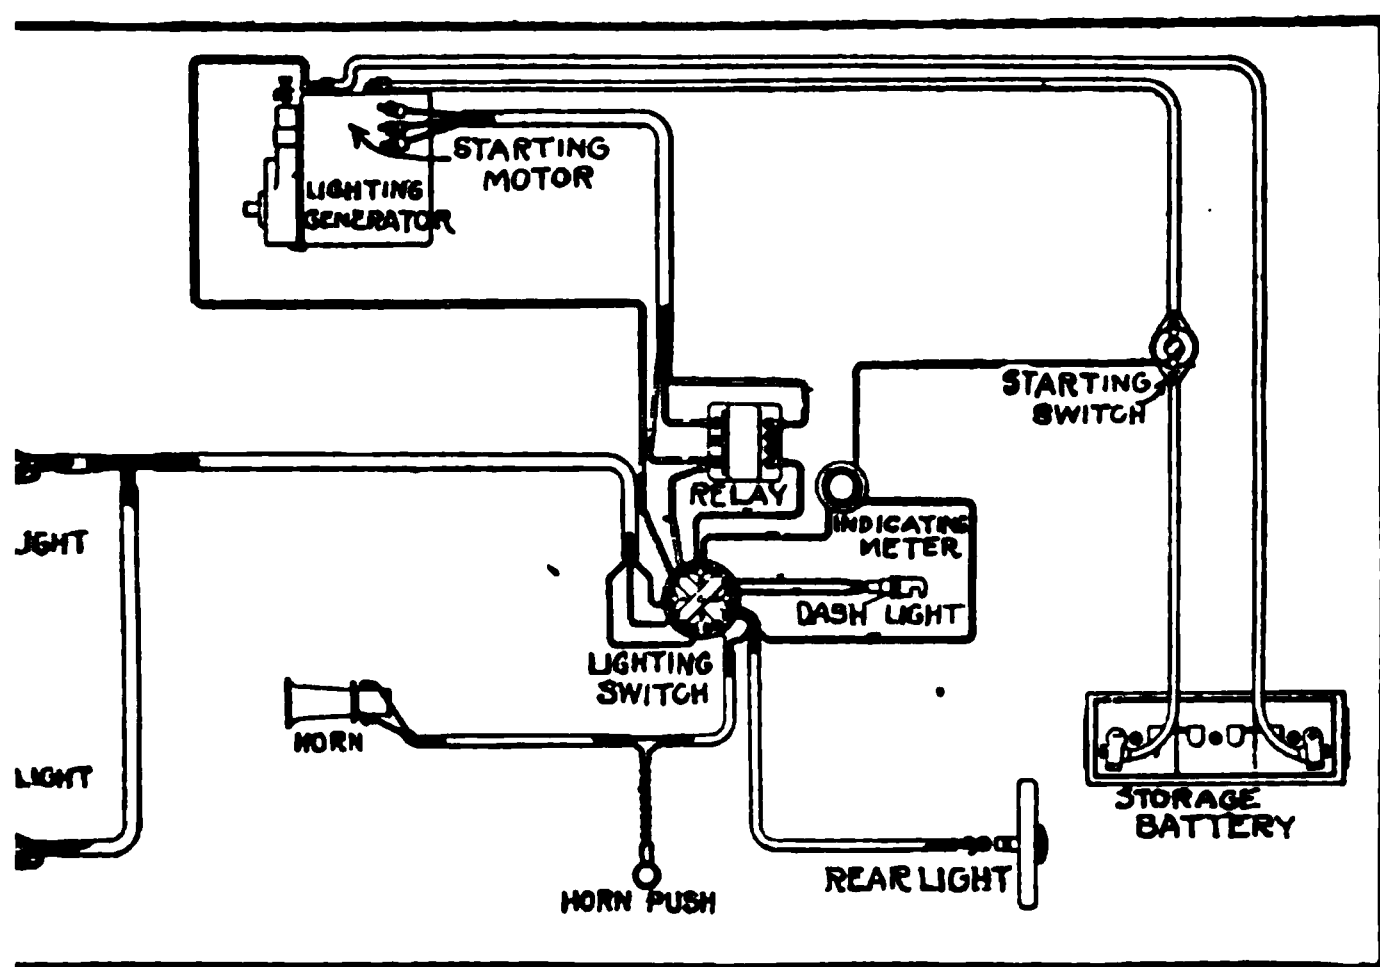 STARTING
MOTOR
LIGHTING
GENERATOR
STARTING
SWITCH
RELAY
INDICATING
METER
LIGHT
DASH LIGHT
LIGHTING
SWITCH
HORN
LIGHT
STORAGE
BATTERY
REAR LIGHT
HORN PUSH